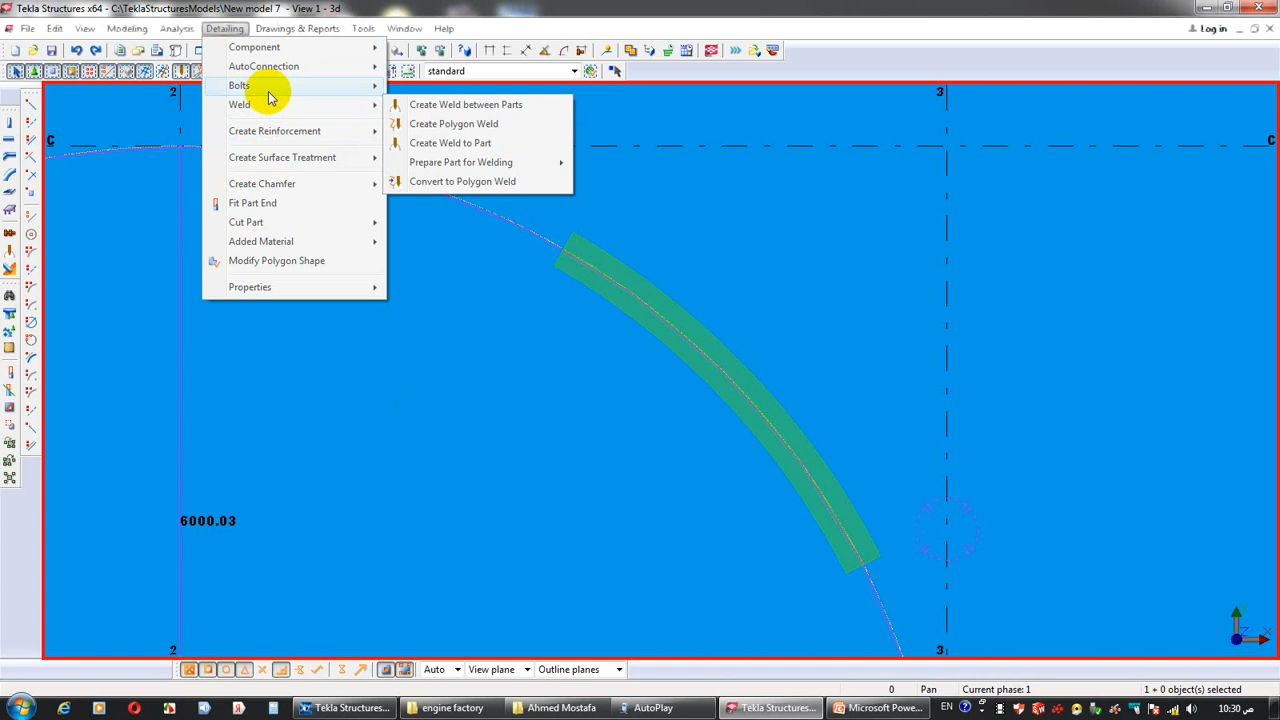 Tekla Structures x64 - C:\TeklaStructuresModels\New model 7 - View 1 - 3d
File Edit View Modeling Analysis Detailing Drawings & Reports Tools Window Help
Log in
standard
Component
AutoConnection
Bolts
Weld
Create Reinforcement
Create Surface Treatment
Create Chamfer
Fit Part End
Cut Part
Added Material
Modify Polygon Shape
Properties
Create Weld between Parts
Create Polygon Weld
Create Weld to Part
Prepare Part for Welding
Convert to Polygon Weld
2
3
C
C
6000.03
2
3
Y
X
Z
Auto View plane Outline planes
0 Pan Current phase: 1 1 + 0 object(s) selected
Tekla Structures... engine factory Ahmed Mostafa AutoPlay Tekla Structures... Microsoft Powe... EN 10:30 ص